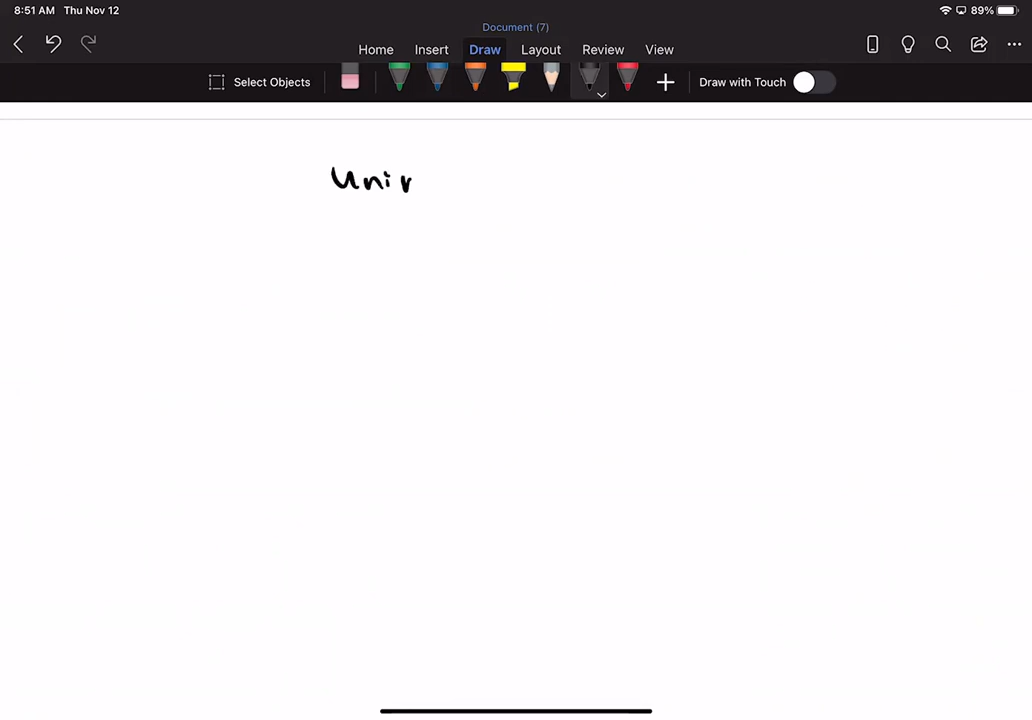 8:51 AM Thu Nov 12
89%
Document (7)
Home Insert Draw Layout Review View
Select Objects
Draw with Touch
Univ